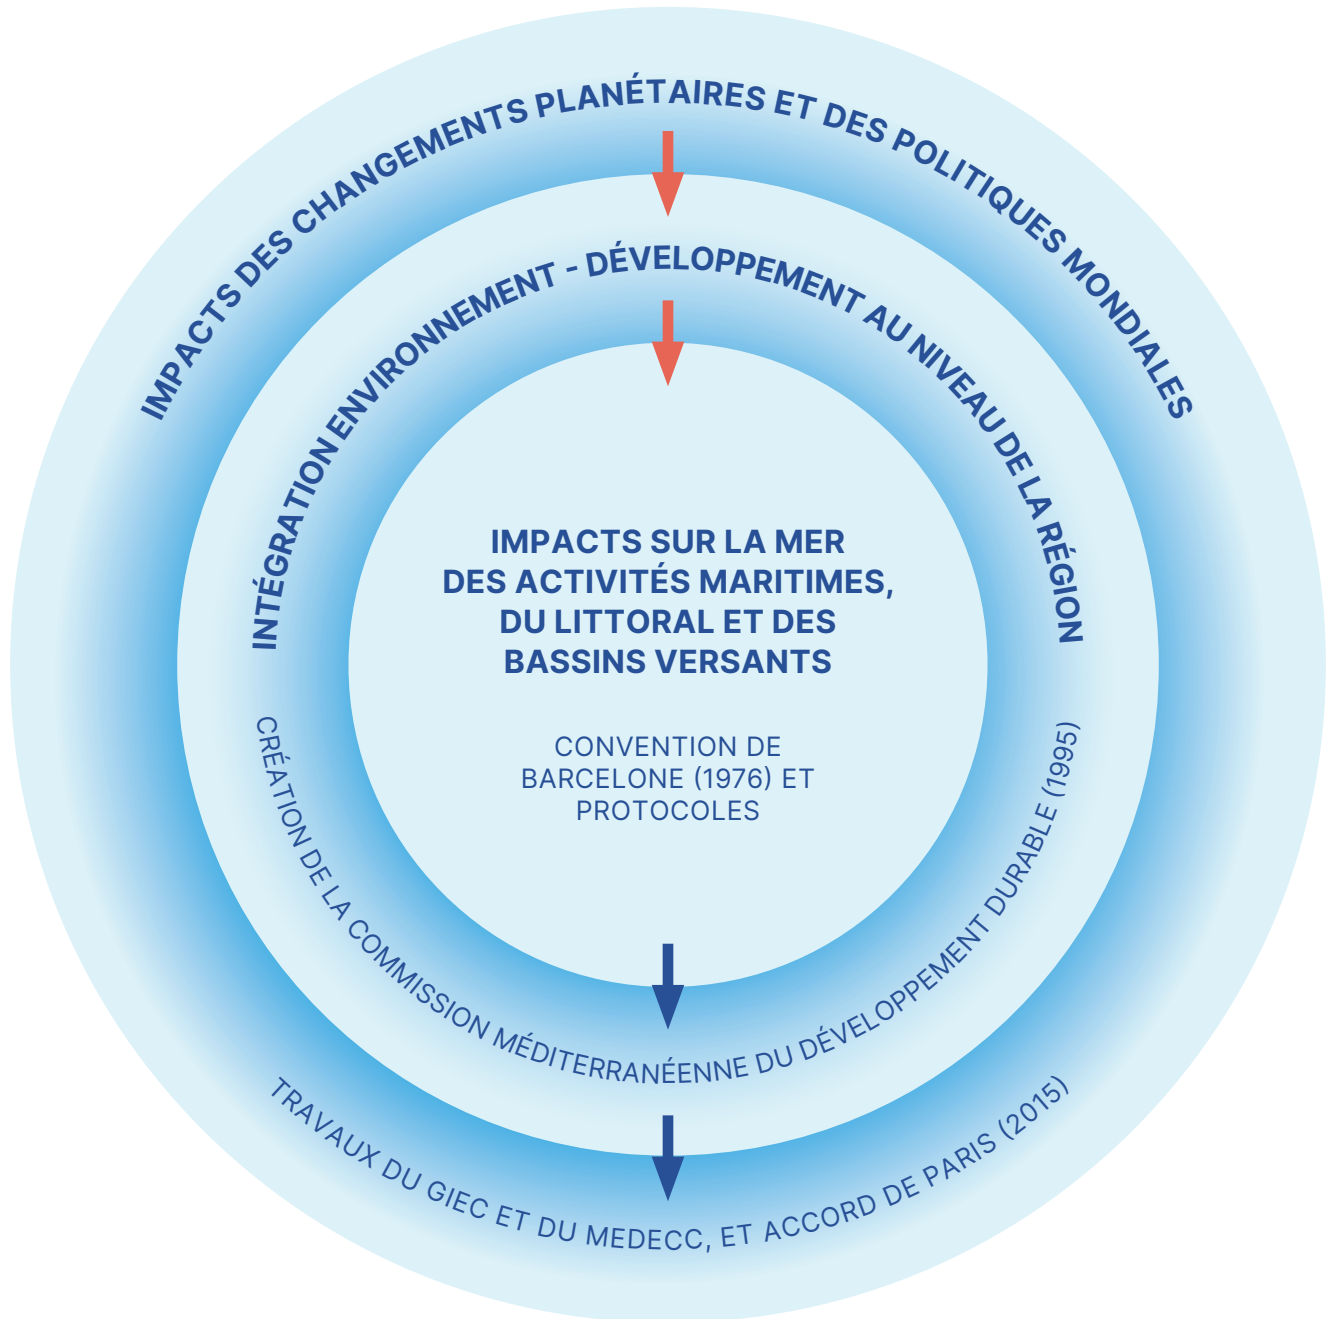 IMPACTS DES CHANGEMENTS PLANÉTAIRES ET DES POLITIQUES MONDIALES
INTÉGRATION ENVIRONNEMENT - DÉVELOPPEMENT AU NIVEAU DE LA RÉGION
IMPACTS SUR LA MER
DES ACTIVITÉS MARITIMES,
DU LITTORAL ET DES
BASSINS VERSANTS
CONVENTION DE
BARCELONE (1976) ET
PROTOCOLES
CRÉATION DE LA COMMISSION MÉDITERRANÉENNE DU DÉVELOPPEMENT DURABLE (1995)
TRAVAUX DU GIEC ET DU MEDECC, ET ACCORD DE PARIS (2015)